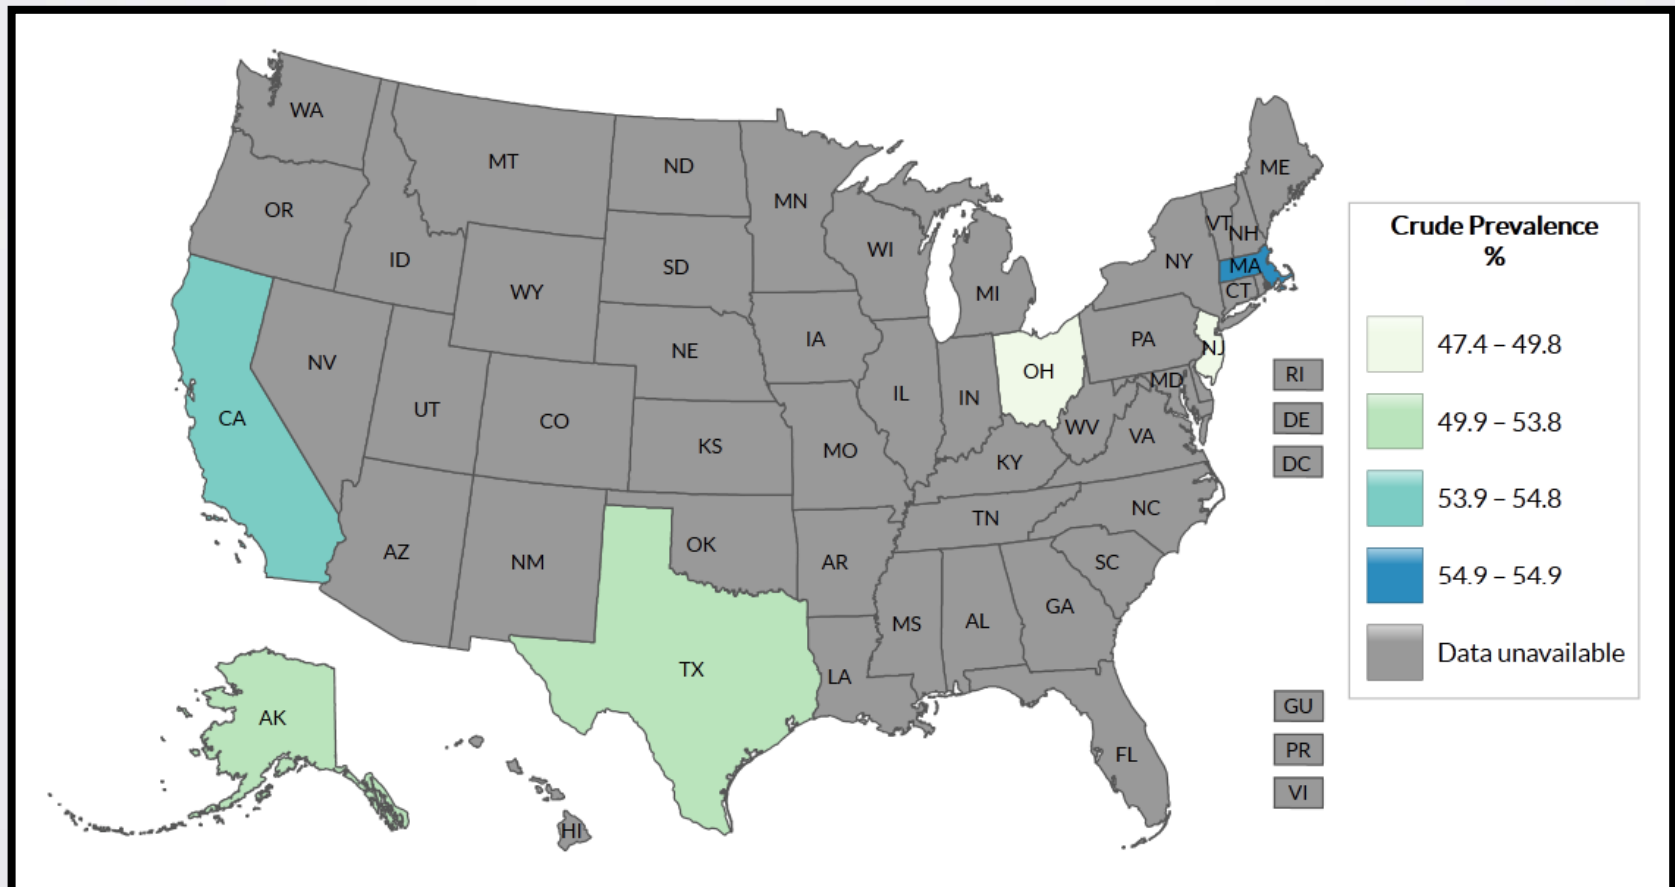 WA
MT
ND
MN
ME
OR
ID
SD
WI
VT
NH
WY
MI
NY
MA
CT
NV
UT
CO
NE
IA
IL
IN
OH
PA
NJ
MD
CA
KS
MO
KY
WV
VA
AZ
NM
OK
AR
TN
NC
SC
TX
LA
MS
AL
GA
FL
AK
HI
RI
DE
DC
GU
PR
VI
Crude Prevalence
%
47.4 – 49.8
49.9 – 53.8
53.9 – 54.8
54.9 – 54.9
Data unavailable